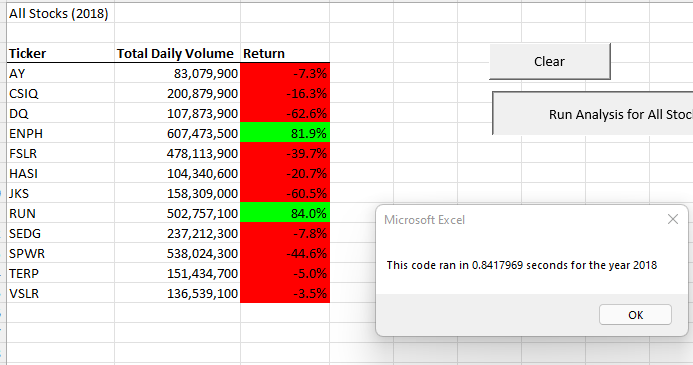 All Stocks (2018)
Ticker Total Daily Volume Return
AY 83,079,900 -7.3%
CSIQ 200,879,900 -16.3%
DQ 107,873,900 -62.6%
ENPH 607,473,500 81.9%
FSLR 478,113,900 -39.7%
HASI 104,340,600 -20.7%
JKS 158,309,000 -60.5%
RUN 502,757,100 84.0%
SEDG 237,212,300 -7.8%
SPWR 538,024,300 -44.6%
TERP 151,434,700 -5.0%
VSLR 136,539,100 -3.5%
Clear
Run Analysis for All Stoc
Microsoft Excel
This code ran in 0.8417969 seconds for the year 2018
OK